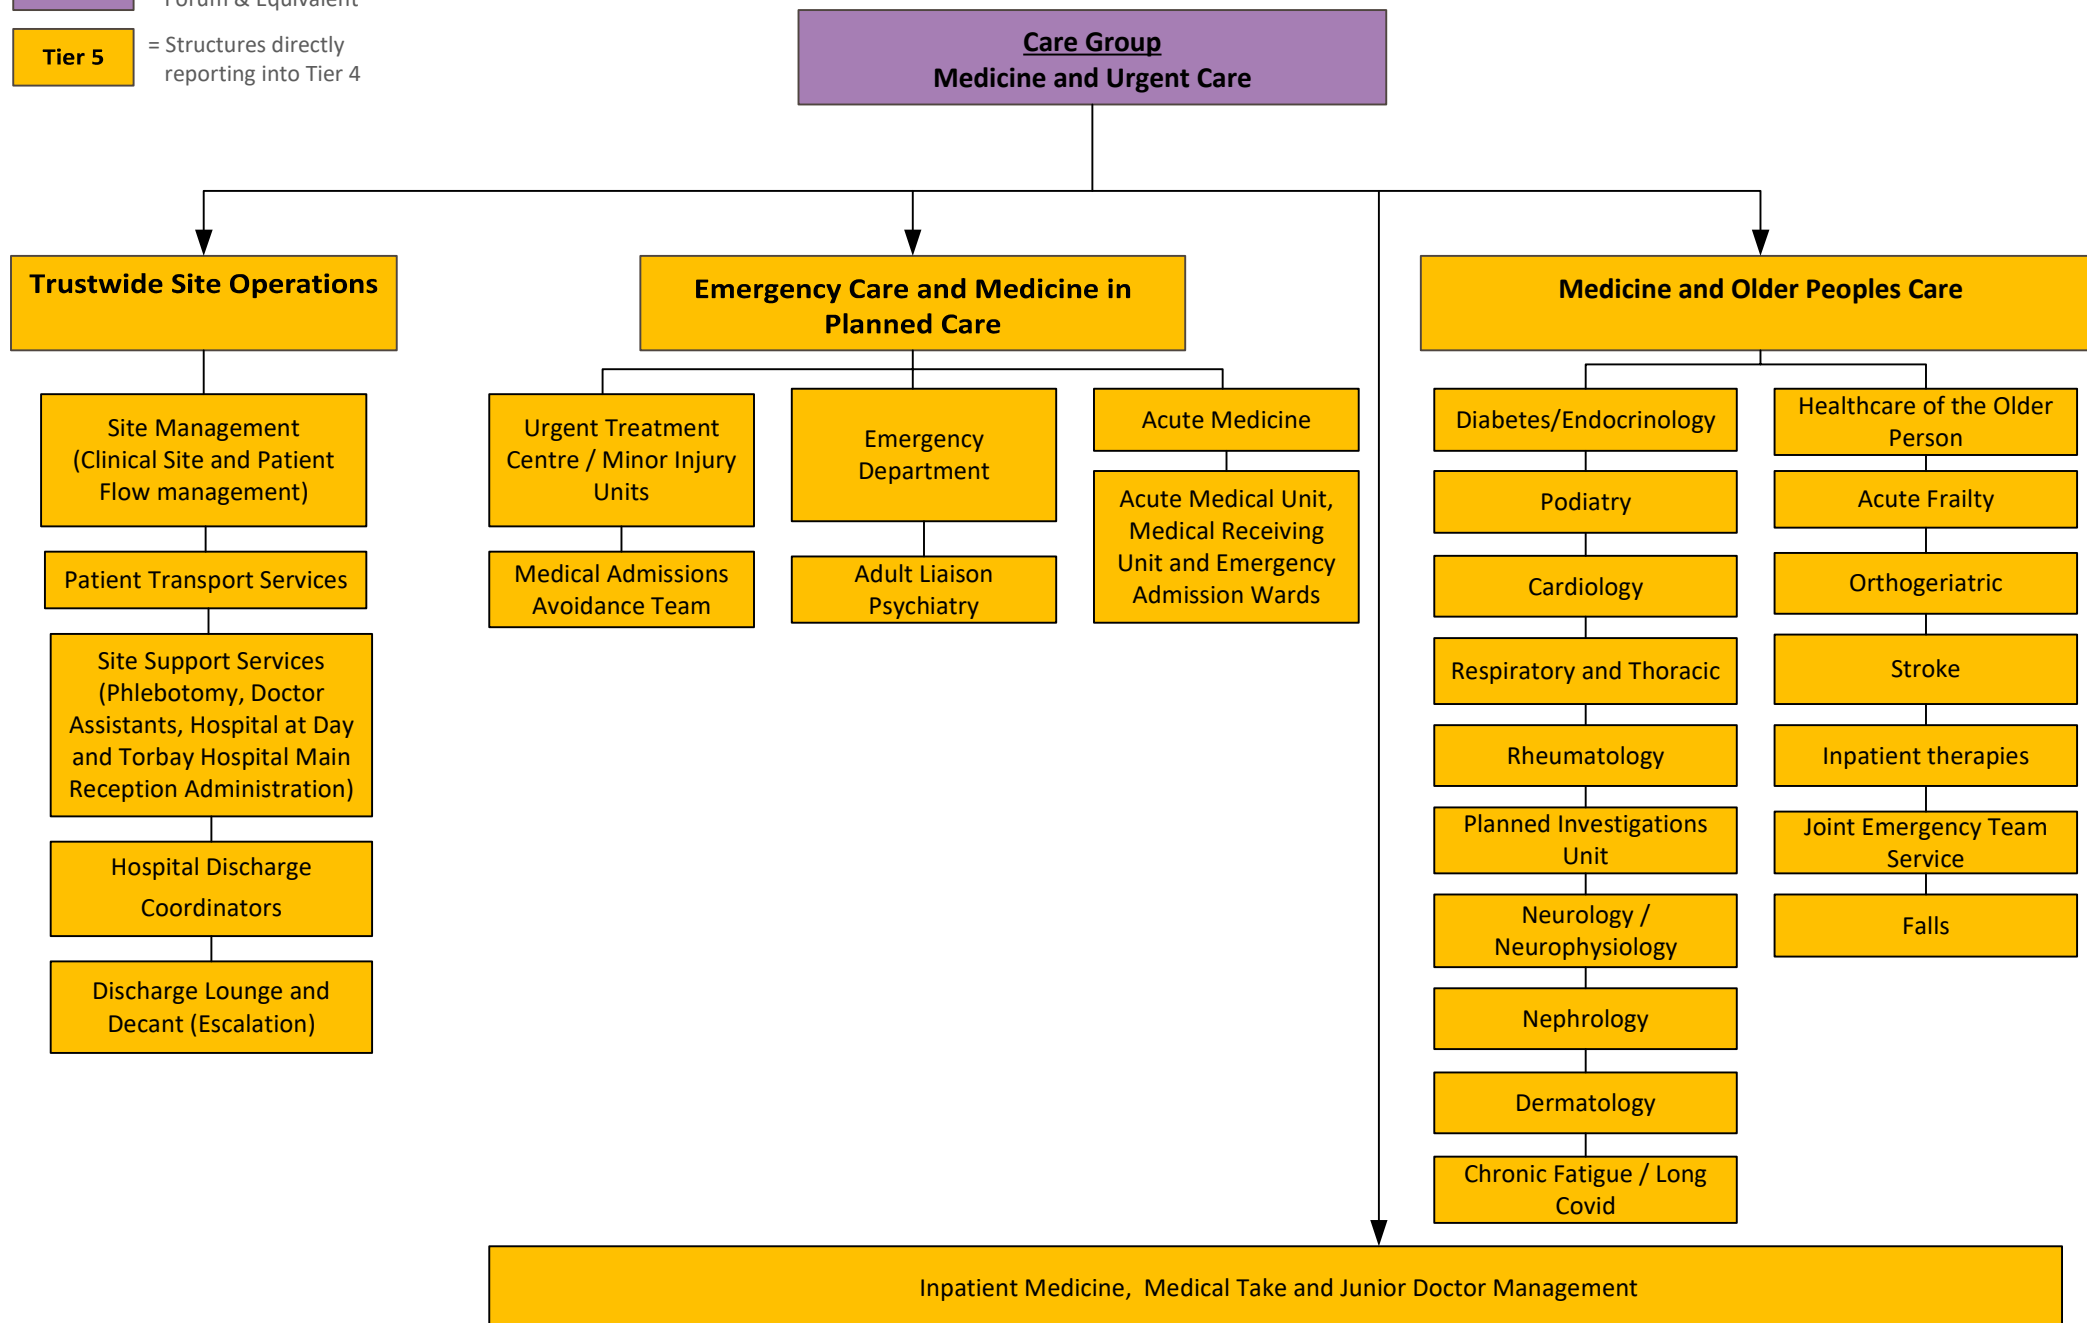 Forum & Equivalent
Tier 5
= Structures directly
reporting into Tier 4
Care Group
Medicine and Urgent Care
Trustwide Site Operations
Emergency Care and Medicine in
Planned Care
Medicine and Older Peoples Care
Site Management
(Clinical Site and Patient
Flow management)
Patient Transport Services
Site Support Services
(Phlebotomy, Doctor
Assistants, Hospital at Day
and Torbay Hospital Main
Reception Administration)
Hospital Discharge
Coordinators
Discharge Lounge and
Decant (Escalation)
Urgent Treatment
Centre / Minor Injury
Units
Medical Admissions
Avoidance Team
Emergency
Department
Adult Liaison
Psychiatry
Acute Medicine
Acute Medical Unit,
Medical Receiving
Unit and Emergency
Admission Wards
Diabetes/Endocrinology
Podiatry
Cardiology
Respiratory and Thoracic
Rheumatology
Planned Investigations
Unit
Neurology /
Neurophysiology
Nephrology
Dermatology
Chronic Fatigue / Long
Covid
Healthcare of the Older
Person
Acute Frailty
Orthogeriatric
Stroke
Inpatient therapies
Joint Emergency Team
Service
Falls
Inpatient Medicine, Medical Take and Junior Doctor Management